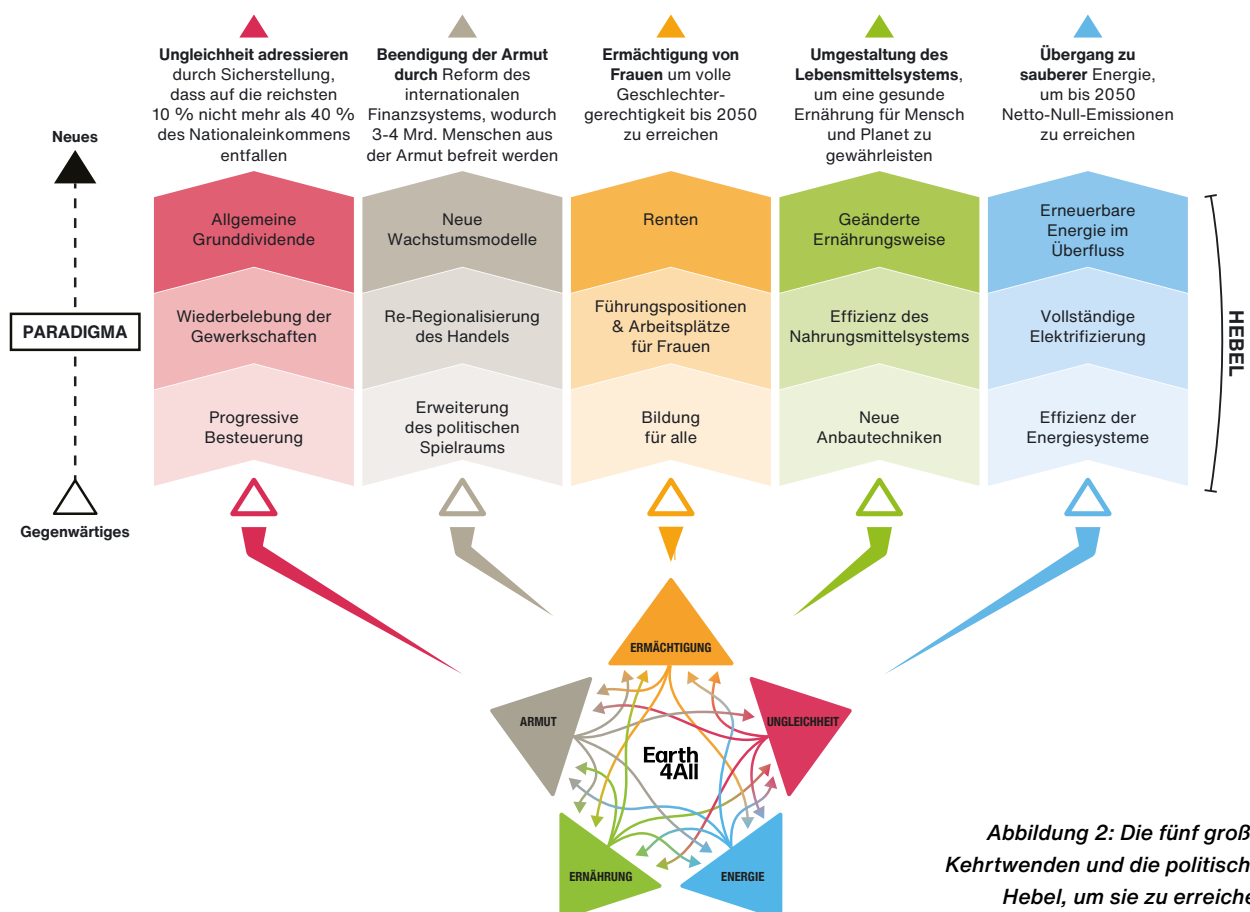 Ungleichheit adressieren
durch Sicherstellung,
dass auf die reichsten
10 % nicht mehr als 40 %
des Nationaleinkommens
entfallen
Beendigung der Armut
durch Reform des
internationalen
Finanzsystems, wodurch
3-4 Mrd. Menschen aus
der Armut befreit werden
Ermächtigung von
Frauen um volle
Geschlechter-
gerechtigkeit bis 2050
zu erreichen
Umgestaltung des
Lebensmittelsystems,
um eine gesunde
Ernährung für Mensch
und Planet zu
gewährleisten
Übergang zu
sauberer Energie,
um bis 2050
Netto-Null-Emissionen
zu erreichen
Neues
PARADIGMA
Gegenwärtiges
Allgemeine
Grunddividende
Neue
Wachstumsmodelle
Renten
Geänderte
Ernährungsweise
Erneuerbare
Energie im
Überfluss
Wiederbelebung der
Gewerkschaften
Re-Regionalisierung
des Handels
Führungspositionen
& Arbeitsplätze
für Frauen
Effizienz des
Nahrungsmittelsystems
Vollständige
Elektrifizierung
Progressive
Besteuerung
Erweiterung
des politischen
Spielraums
Bildung
für alle
Neue
Anbautechniken
Effizienz der
Energiesysteme
HEBEL
ERMÄCHTIGUNG
ARMUT
UNGLEICHHEIT
Earth
4All
ERNÄHRUNG
ENERGIE
Abbildung 2: Die fünf groß
Kehrtwenden und die politisch
Hebel, um sie zu erreiche